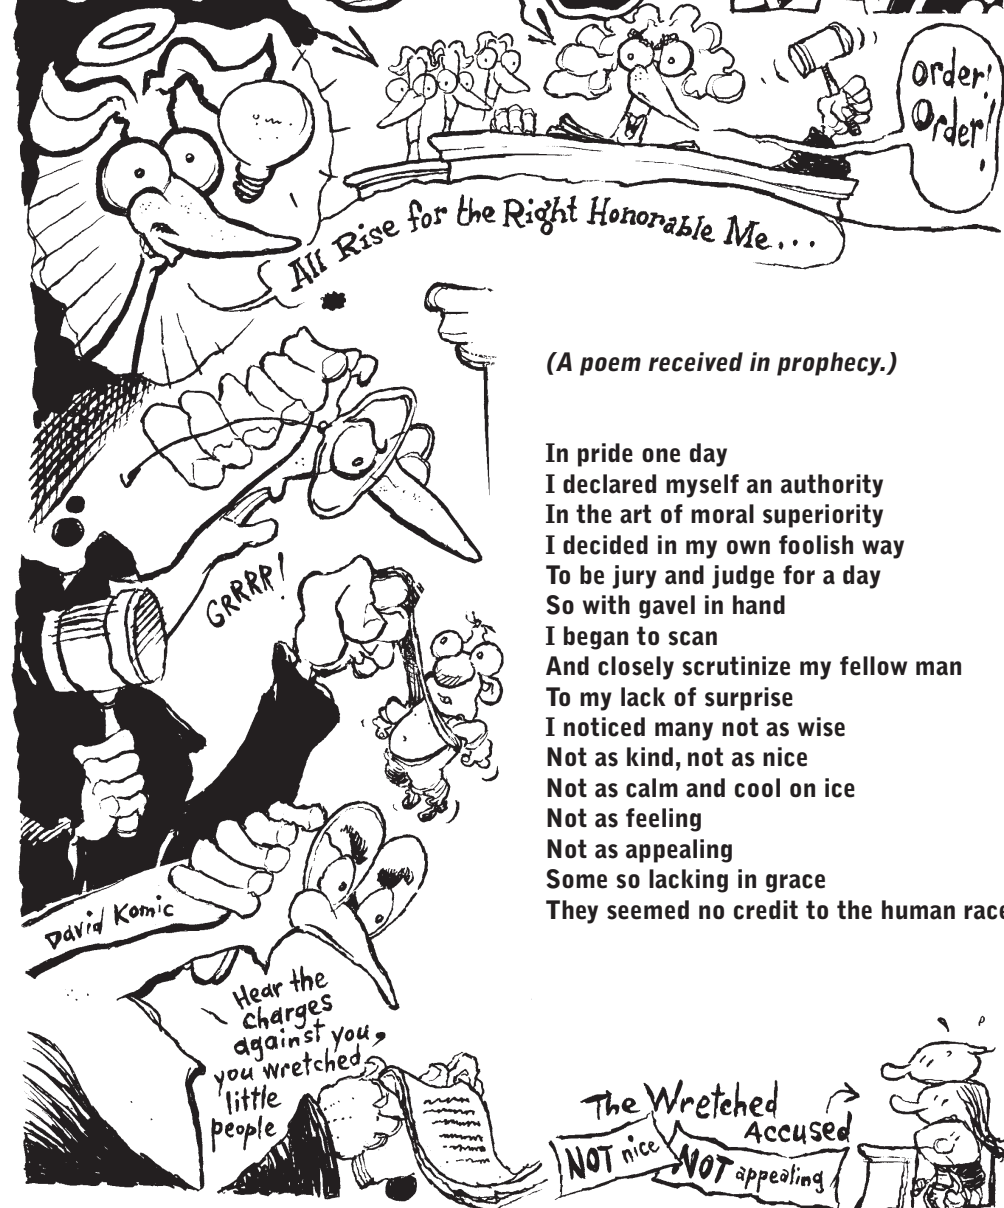 Order!
Order!
All Rise for the Right Honorable Me...
(A poem received in prophecy.)
In pride one day
I declared myself an authority
In the art of moral superiority
I decided in my own foolish way
To be jury and judge for a day
So with gavel in hand
I began to scan
And closely scrutinize my fellow man
To my lack of surprise
I noticed many not as wise
Not as kind, not as nice
Not as calm and cool on ice
Not as feeling
Not as appealing
Some so lacking in grace
They seemed no credit to the human race
GRRRR!
David Komic
Hear the
charges
against you,
you wretched
little
people
The Wretched
Accused
NOT nice
NOT appealing